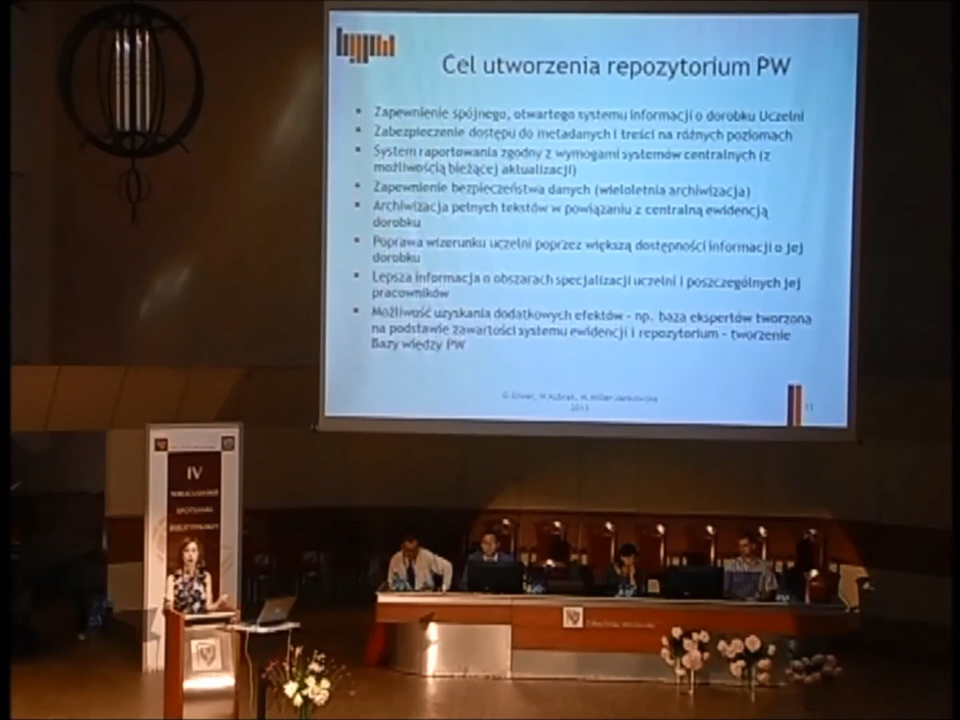 Cel utworzenia repozytorium PW
Zapewnienie spójnego, otwartego systemu informacji o dorobku Uczelni
Zabezpieczenie dostępu do metadanych i treści na różnych poziomach
System raportowania zgodny z wymogami systemów centralnych (z
możliwością bieżącej aktualizacji)
Zapewnienie bezpieczeństwa danych (wieloletnia archiwizacja)
Archiwizacja pełnych tekstów w powiązaniu z centralną ewidencją
dorobku
Poprawa wizerunku uczelni poprzez większą dostępności informacji o jej
dorobku
Lepsza informacja o obszarach specjalizacji uczelni i poszczególnych jej
pracowników
Możliwość uzyskania dodatkowych efektów - np. baza ekspertów tworzona
na podstawie zawartości systemu ewidencji i repozytorium - tworzenie
Bazy wiedzy PW
IV